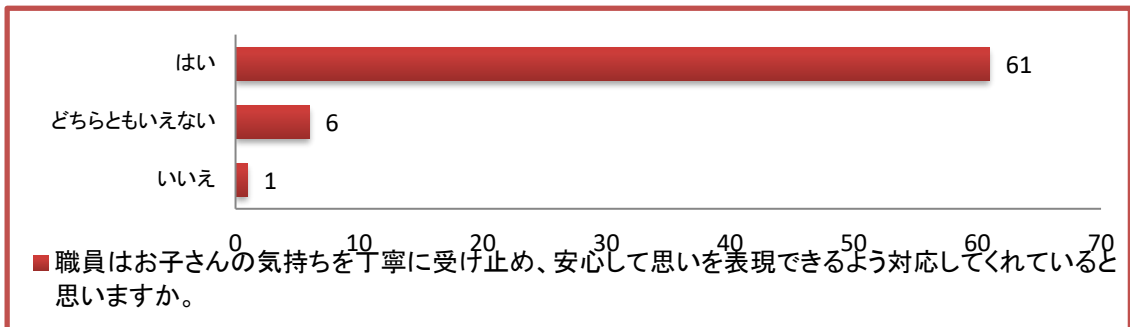 はい 61
どちらともいえない 6
いいえ 1
0 10 20 30 40 50 60 70
職員はお子さんの気持ちを丁寧に受け止め、安心して思いを表現できるよう対応してくれていると
思いますか。